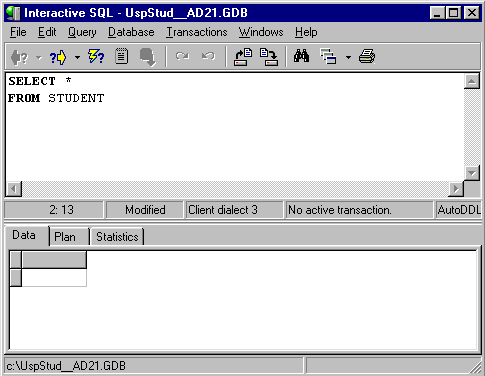 Interactive SQL - UspStud__AD21.GDB
File Edit Query Database Transactions Windows Help
SELECT *
FROM STUDENT
2: 13 Modified Client dialect 3 No active transaction. AutoDDL
Data Plan Statistics
c:\UspStud__AD21.GDB